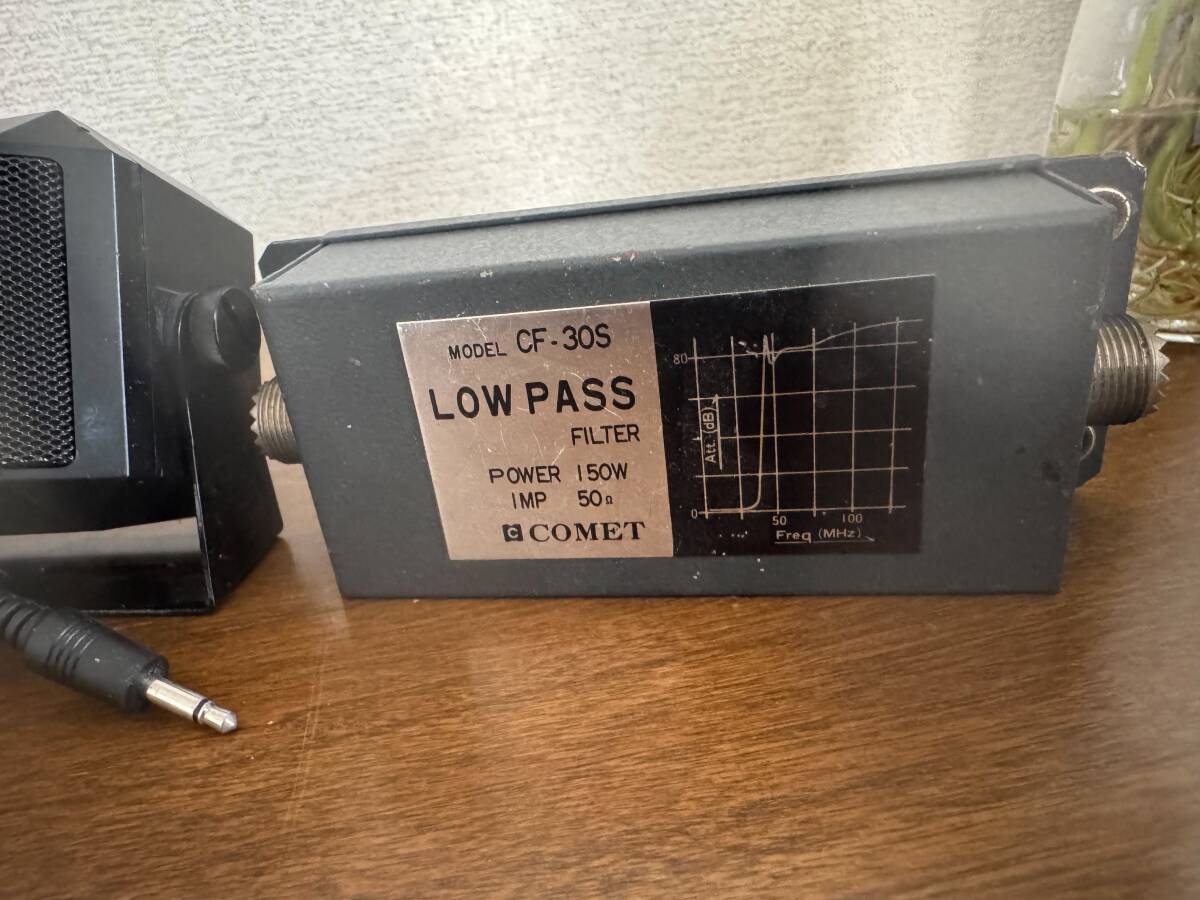 MODEL CF-30S
LOW PASS
FILTER
POWER 150W
IMP 50Ω
C COMET
80
Att. (dB)
0
50 100
Freq (MHz)